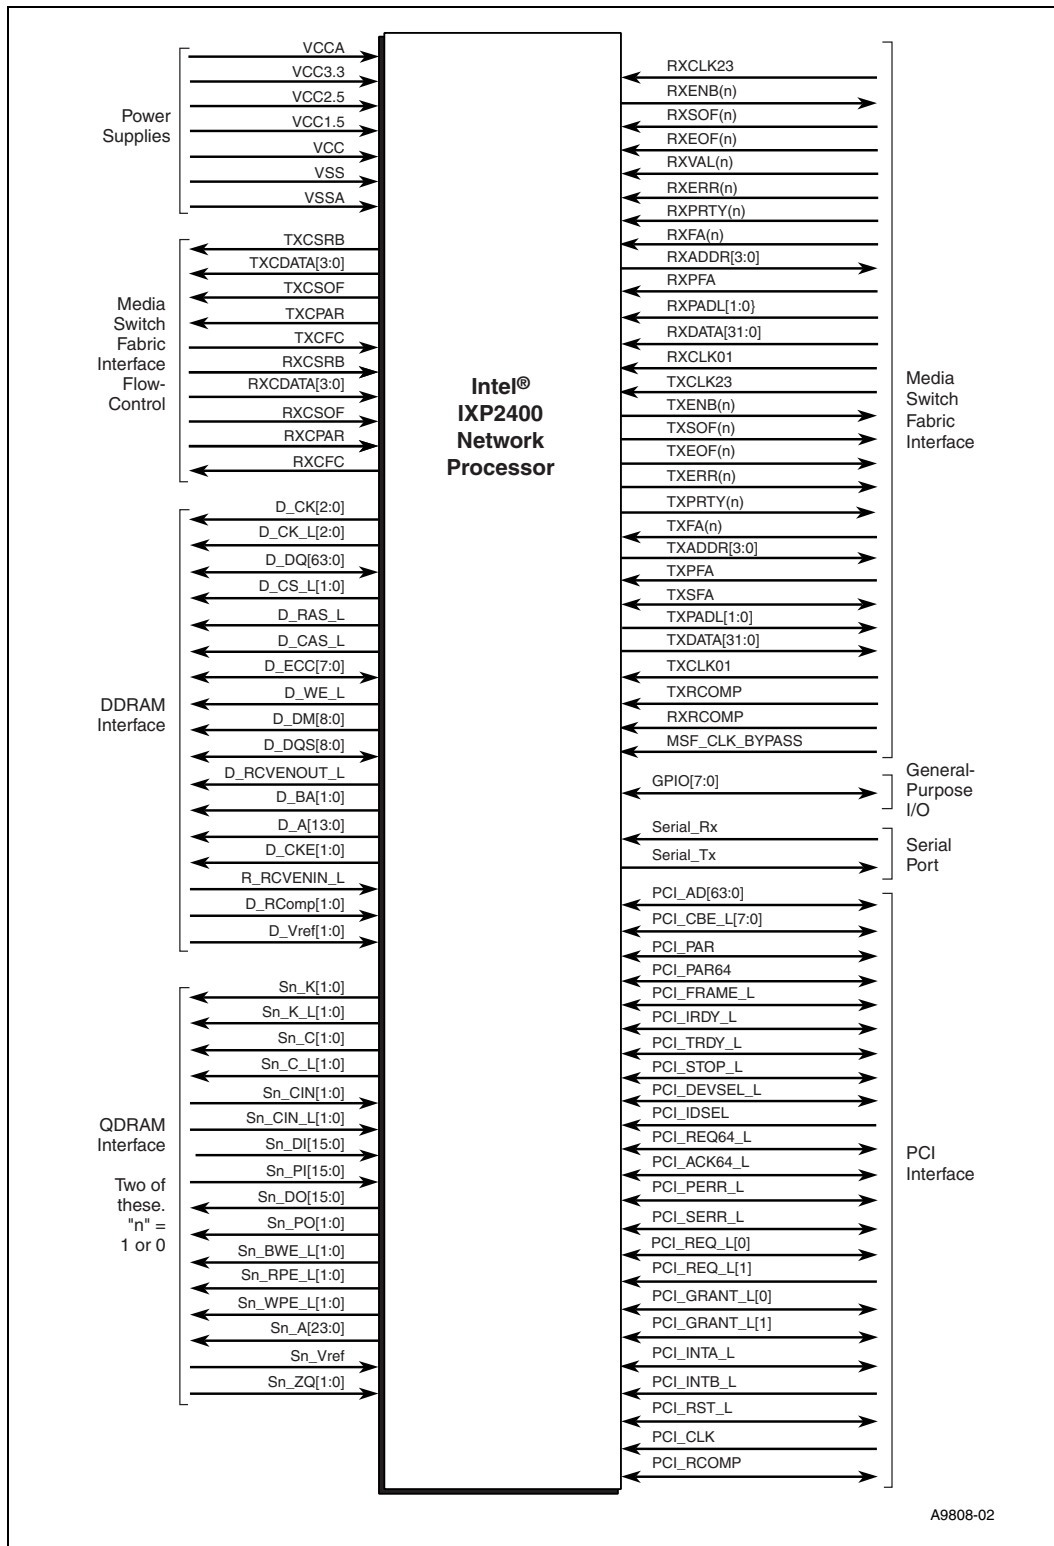 VCCA
VCC3.3
VCC2.5
VCC1.5
VCC
VSS
VSSA
Power
Supplies
TXCSRB
TXCDATA[3:0]
TXCSOF
TXCPAR
TXCFC
RXCSRB
RXCDATA[3:0]
RXCSOF
RXCPAR
RXCFC
Media
Switch
Fabric
Interface
Flow-
Control
D_CK[2:0]
D_CK_L[2:0]
D_DQ[63:0]
D_CS_L[1:0]
D_RAS_L
D_CAS_L
D_ECC[7:0]
D_WE_L
D_DM[8:0]
D_DQS[8:0]
D_RCVENOUT_L
D_BA[1:0]
D_A[13:0]
D_CKE[1:0]
R_RCVENIN_L
D_RComp[1:0]
D_Vref[1:0]
DDRAM
Interface
Sn_K[1:0]
Sn_K_L[1:0]
Sn_C[1:0]
Sn_C_L[1:0]
Sn_CIN[1:0]
Sn_CIN_L[1:0]
Sn_DI[15:0]
Sn_PI[15:0]
Sn_DO[15:0]
Sn_PO[1:0]
Sn_BWE_L[1:0]
Sn_RPE_L[1:0]
Sn_WPE_L[1:0]
Sn_A[23:0]
Sn_Vref
Sn_ZQ[1:0]
QDRAM
Interface
Two of
these.
"n" =
1 or 0
Intel®
IXP2400
Network
Processor
RXCLK23
RXENB(n)
RXSOF(n)
RXEOF(n)
RXVAL(n)
RXERR(n)
RXPRTY(n)
RXFA(n)
RXADDR[3:0]
RXPFA
RXPADL[1:0}
RXDATA[31:0]
RXCLK01
TXCLK23
TXENB(n)
TXSOF(n)
TXEOF(n)
TXERR(n)
TXPRTY(n)
TXFA(n)
TXADDR[3:0]
TXPFA
TXSFA
TXPADL[1:0]
TXDATA[31:0]
TXCLK01
TXRCOMP
RXRCOMP
MSF_CLK_BYPASS
Media
Switch
Fabric
Interface
GPIO[7:0]
General-
Purpose
I/O
Serial_Rx
Serial_Tx
Serial
Port
PCI_AD[63:0]
PCI_CBE_L[7:0]
PCI_PAR
PCI_PAR64
PCI_FRAME_L
PCI_IRDY_L
PCI_TRDY_L
PCI_STOP_L
PCI_DEVSEL_L
PCI_IDSEL
PCI_REQ64_L
PCI_ACK64_L
PCI_PERR_L
PCI_SERR_L
PCI_REQ_L[0]
PCI_REQ_L[1]
PCI_GRANT_L[0]
PCI_GRANT_L[1]
PCI_INTA_L
PCI_INTB_L
PCI_RST_L
PCI_CLK
PCI_RCOMP
PCI
Interface
A9808-02